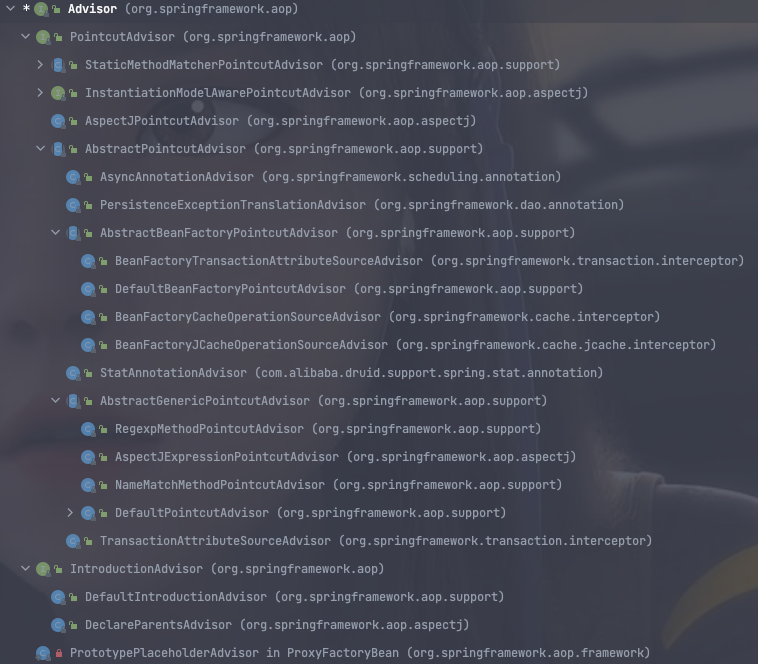 * Advisor (org.springframework.aop)
PointcutAdvisor (org.springframework.aop)
StaticMethodMatcherPointcutAdvisor (org.springframework.aop.support)
InstantiationModelAwarePointcutAdvisor (org.springframework.aop.aspectj)
AspectJPointcutAdvisor (org.springframework.aop.aspectj)
AbstractPointcutAdvisor (org.springframework.aop.support)
AsyncAnnotationAdvisor (org.springframework.scheduling.annotation)
PersistenceExceptionTranslationAdvisor (org.springframework.dao.annotation)
AbstractBeanFactoryPointcutAdvisor (org.springframework.aop.support)
BeanFactoryTransactionAttributeSourceAdvisor (org.springframework.transaction.interceptor)
DefaultBeanFactoryPointcutAdvisor (org.springframework.aop.support)
BeanFactoryCacheOperationSourceAdvisor (org.springframework.cache.interceptor)
BeanFactoryJCacheOperationSourceAdvisor (org.springframework.cache.jcache.interceptor)
StatAnnotationAdvisor (com.alibaba.druid.support.spring.stat.annotation)
AbstractGenericPointcutAdvisor (org.springframework.aop.support)
RegexpMethodPointcutAdvisor (org.springframework.aop.support)
AspectJExpressionPointcutAdvisor (org.springframework.aop.aspectj)
NameMatchMethodPointcutAdvisor (org.springframework.aop.support)
DefaultPointcutAdvisor (org.springframework.aop.support)
TransactionAttributeSourceAdvisor (org.springframework.transaction.interceptor)
IntroductionAdvisor (org.springframework.aop)
DefaultIntroductionAdvisor (org.springframework.aop.support)
DeclareParentsAdvisor (org.springframework.aop.aspectj)
PrototypePlaceholderAdvisor in ProxyFactoryBean (org.springframework.aop.framework)